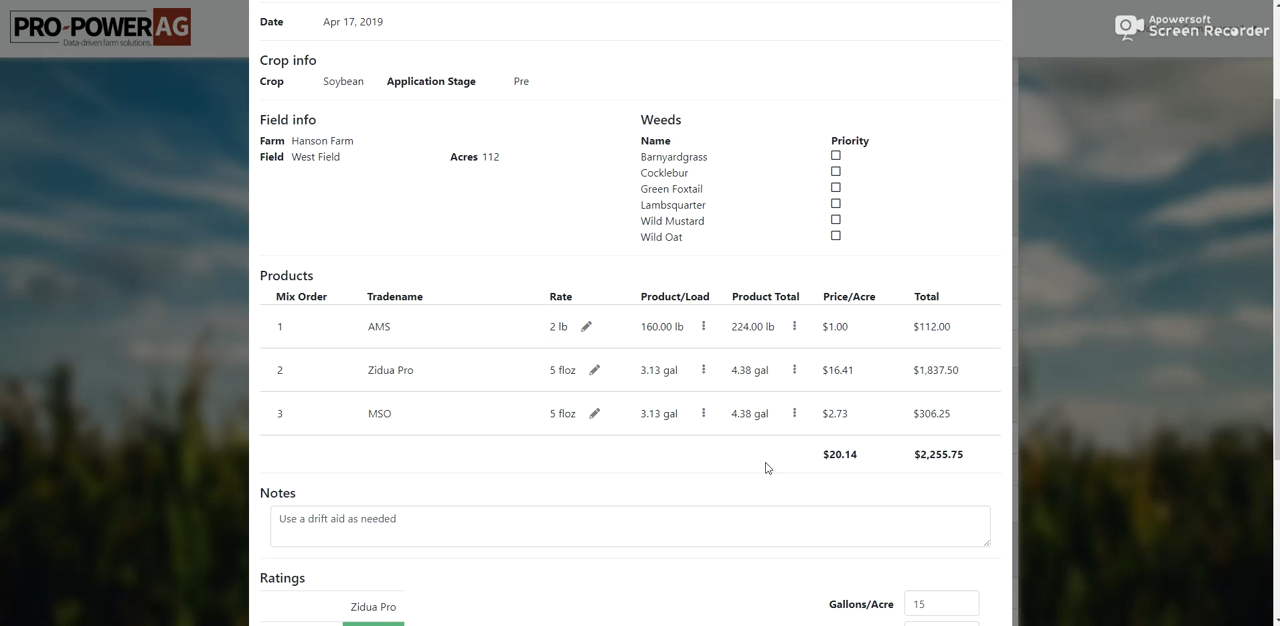 PRO-POWER AG
Data-driven farm solutions.
Apowersoft
Screen Recorder
Date Apr 17, 2019
Crop info
Crop Soybean Application Stage Pre
Field info
Farm Hanson Farm
Field West Field Acres 112
Weeds
Name Priority
Barnyardgrass
Cocklebur
Green Foxtail
Lambsquarter
Wild Mustard
Wild Oat
Products
Mix Order Tradename Rate Product/Load Product Total Price/Acre Total
1 AMS 2 lb 160.00 lb 224.00 lb $1.00 $112.00
2 Zidua Pro 5 floz 3.13 gal 4.38 gal $16.41 $1,837.50
3 MSO 5 floz 3.13 gal 4.38 gal $2.73 $306.25
$20.14 $2,255.75
Notes
Use a drift aid as needed
Ratings
Zidua Pro
Gallons/Acre 15